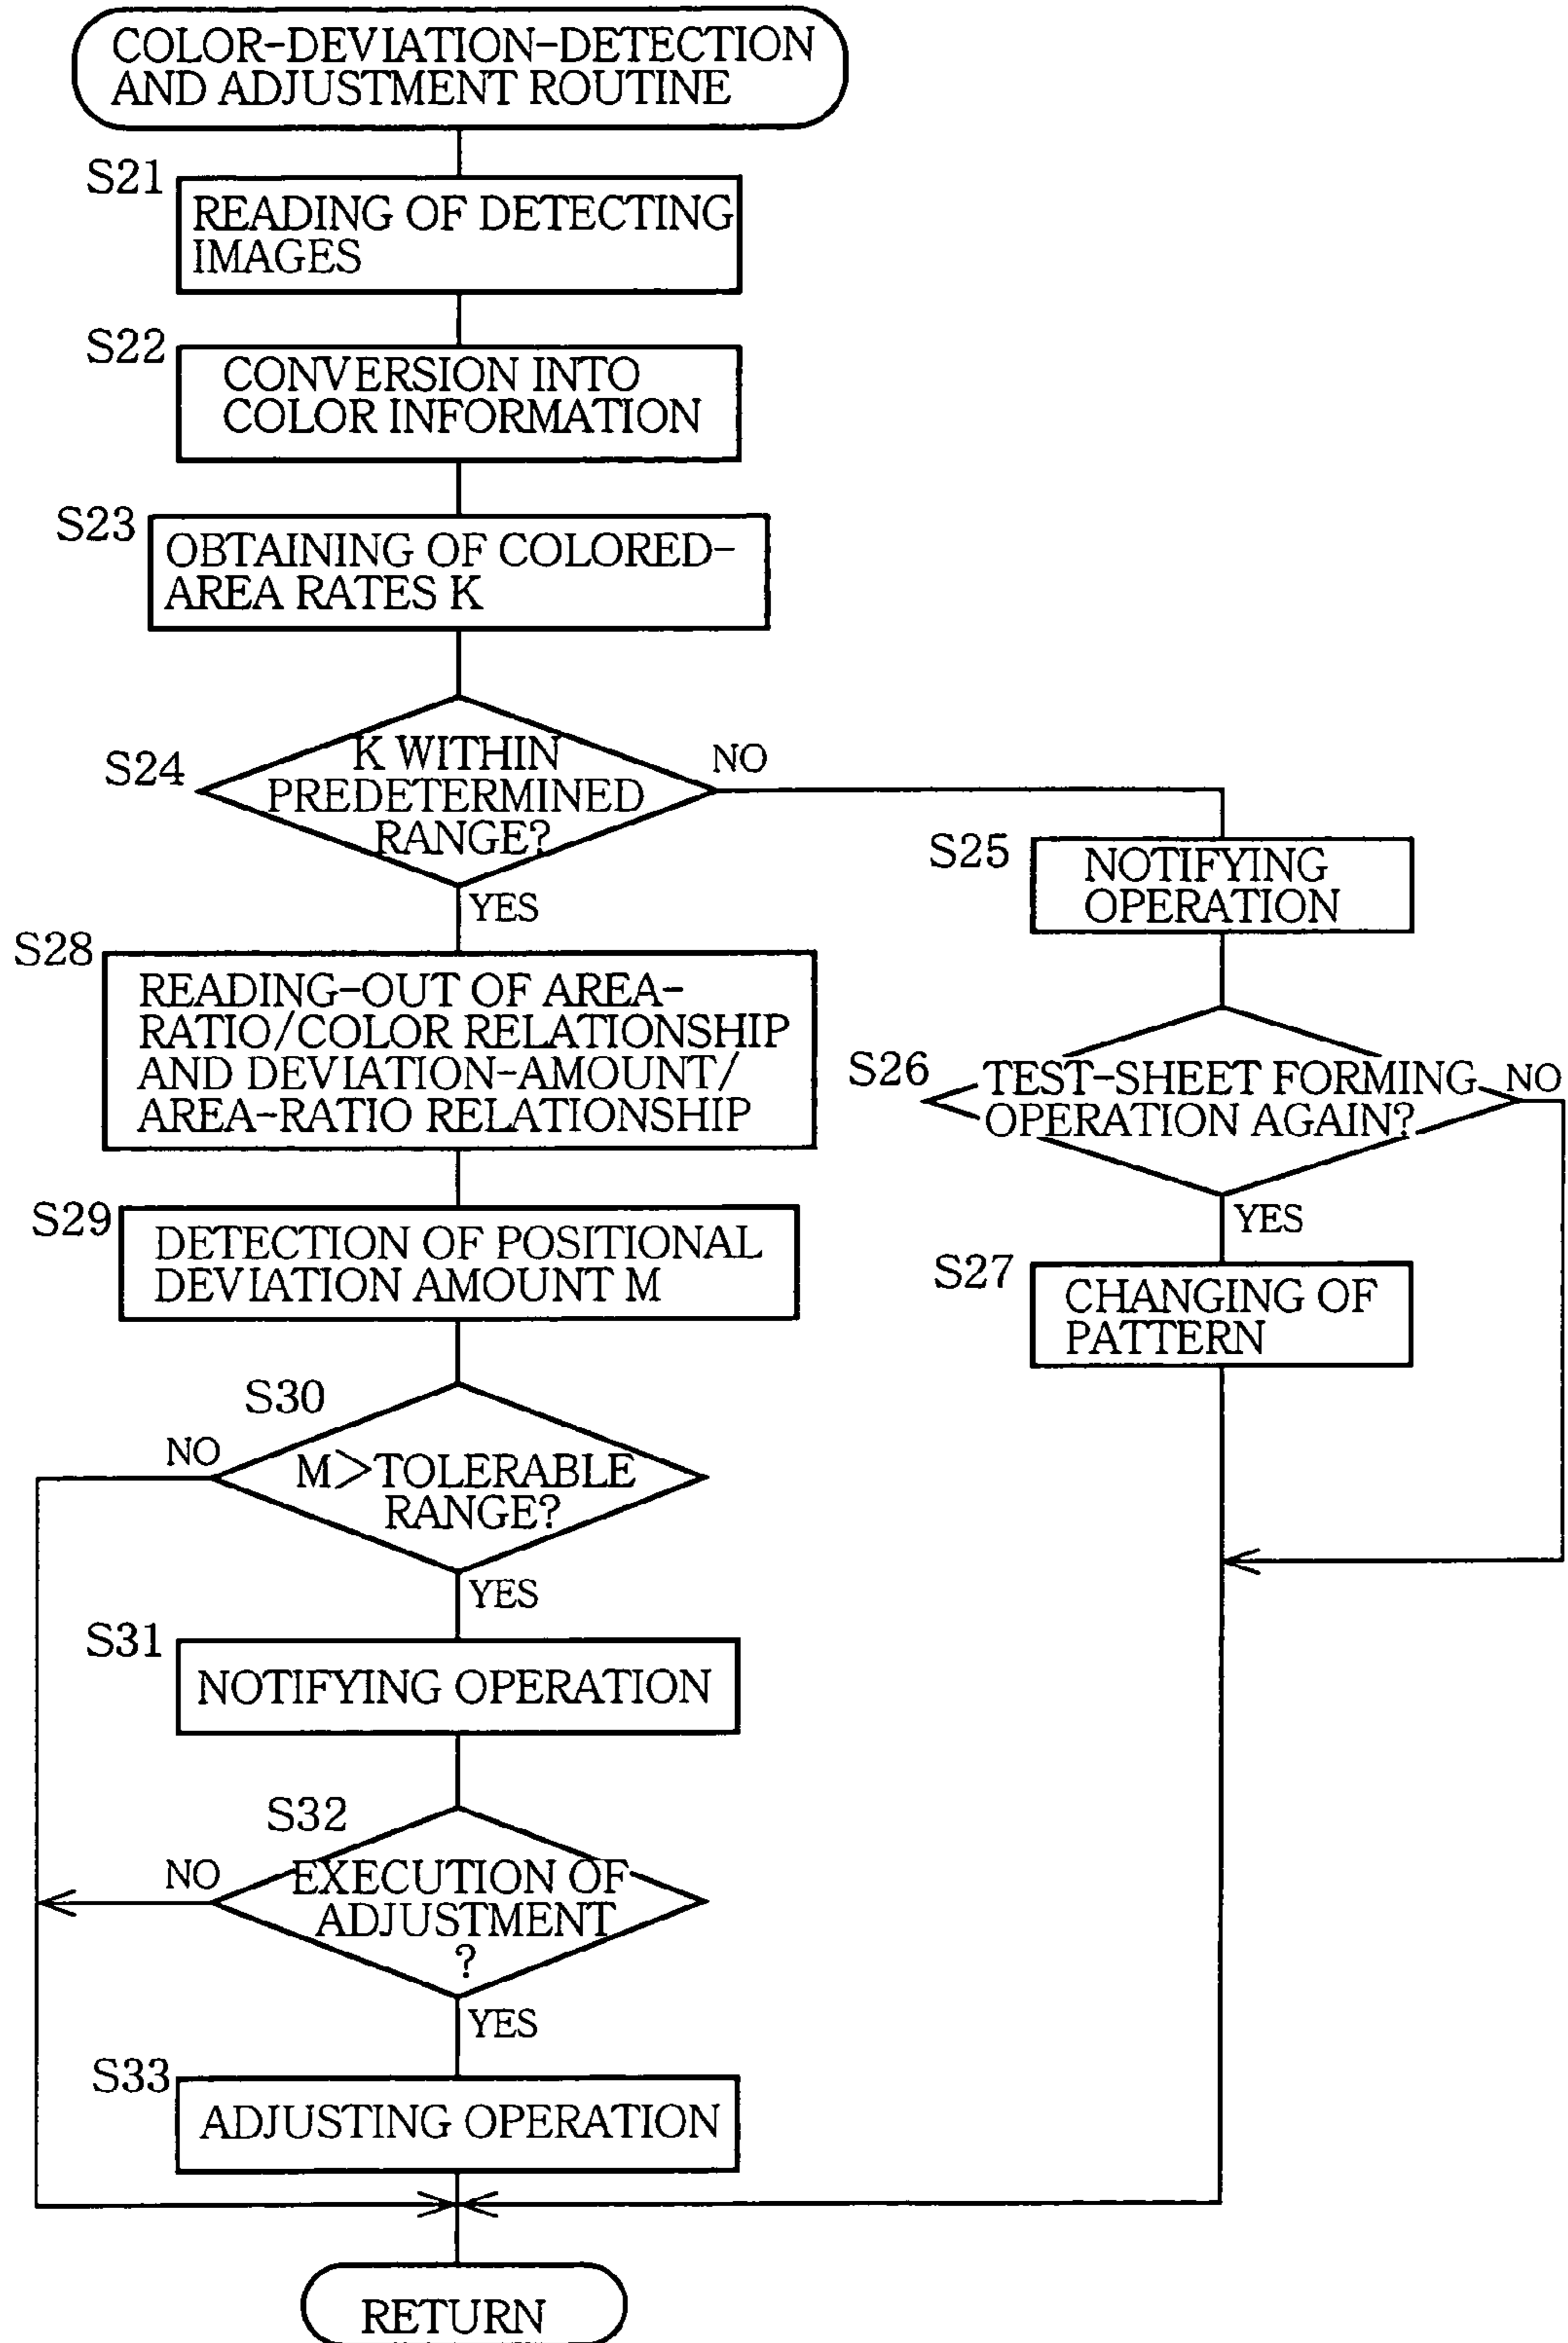 COLOR-DEVIATION-DETECTION
AND ADJUSTMENT ROUTINE
S21
READING OF DETECTING
IMAGES
S22
CONVERSION INTO
COLOR INFORMATION
S23
OBTAINING OF COLORED-
AREA RATES K
S24
K WITHIN
PREDETERMINED
RANGE?
NO
YES
S25
NOTIFYING
OPERATION
S26
TEST-SHEET FORMING
OPERATION AGAIN?
NO
YES
S27
CHANGING OF
PATTERN
S28
READING-OUT OF AREA-
RATIO/COLOR RELATIONSHIP
AND DEVIATION-AMOUNT/
AREA-RATIO RELATIONSHIP
S29
DETECTION OF POSITIONAL
DEVIATION AMOUNT M
S30
NO
M>TOLERABLE
RANGE?
YES
S31
NOTIFYING OPERATION
S32
NO
EXECUTION OF
ADJUSTMENT
?
YES
S33
ADJUSTING OPERATION
RETURN